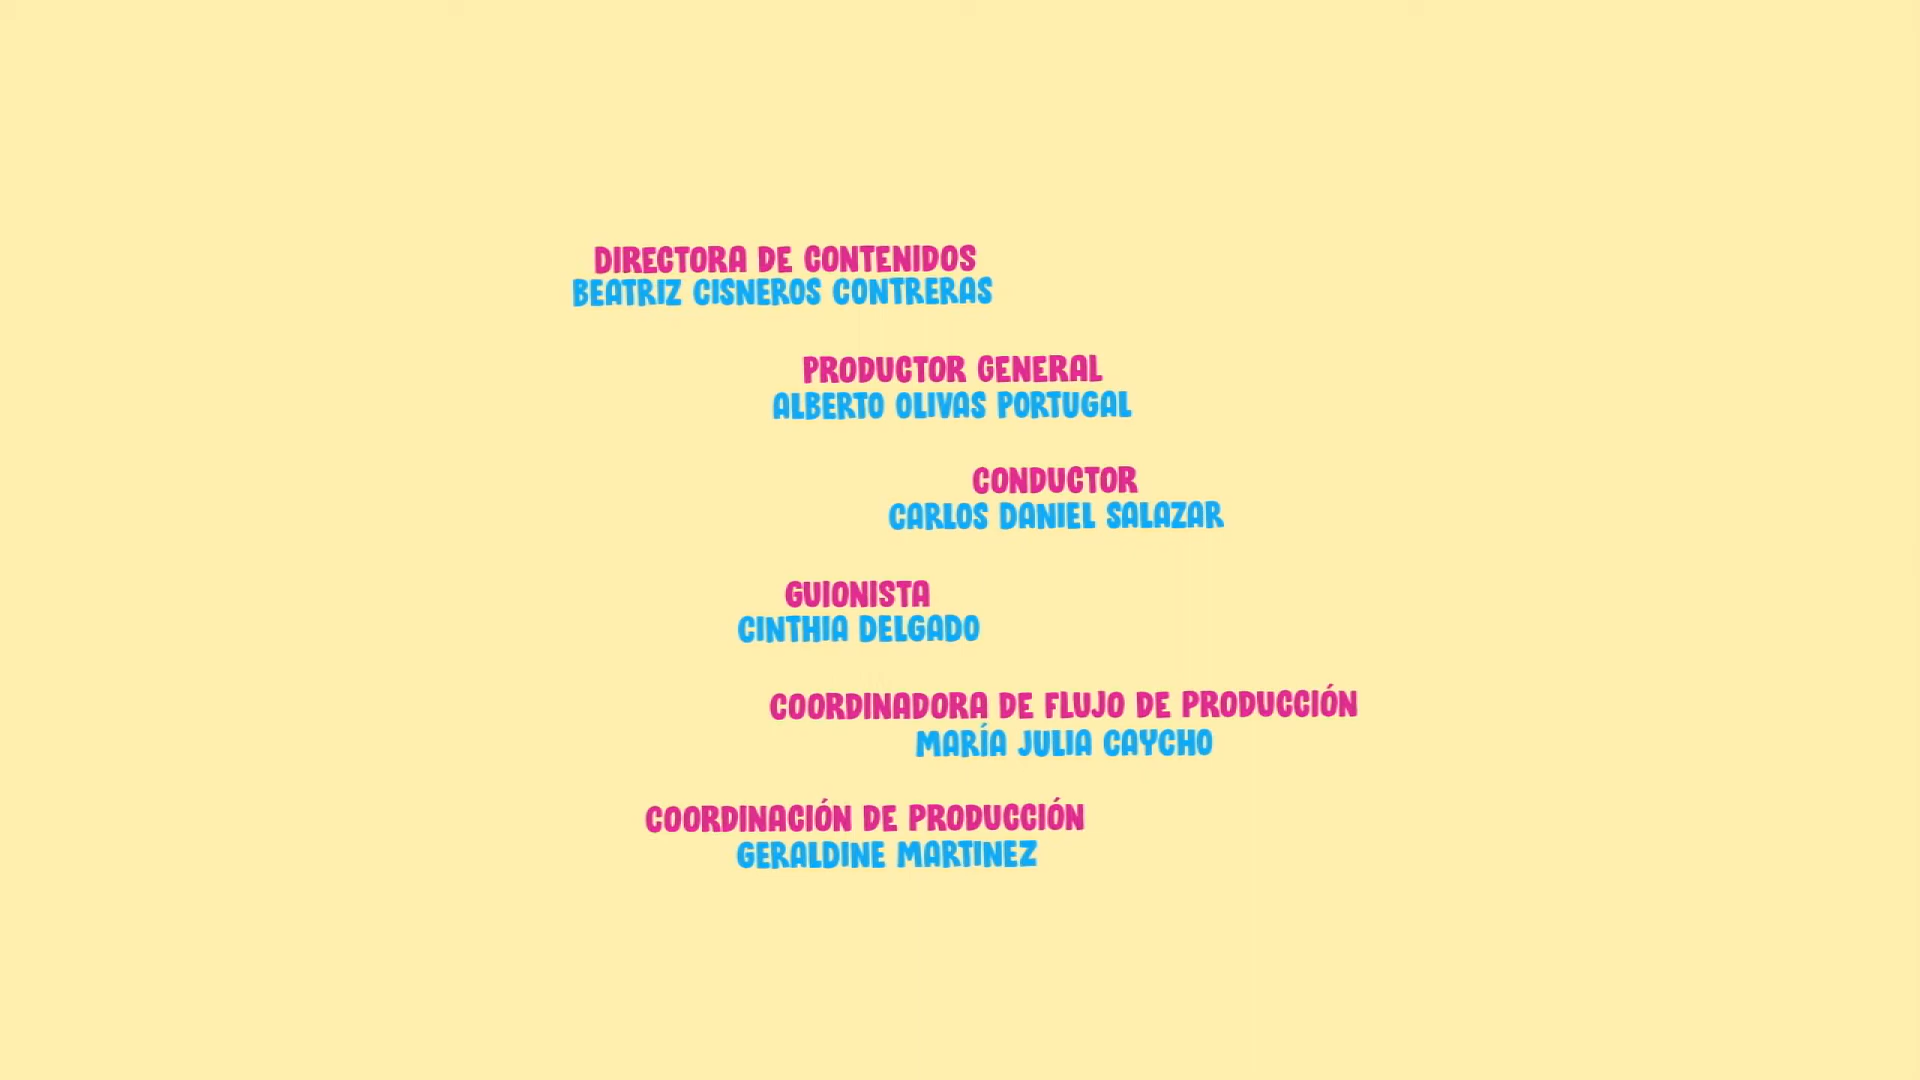 DIRECTORA DE CONTENIDOS
BEATRIZ CISNEROS CONTRERAS
PRODUCTOR GENERAL
ALBERTO OLIVAS PORTUGAL
CONDUCTOR
CARLOS DANIEL SALAZAR
GUIONISTA
CINTHIA DELGADO
COORDINADORA DE FLUJO DE PRODUCCIÓN
MARÍA JULIA CAYCHO
COORDINACIÓN DE PRODUCCIÓN
GERALDINE MARTINEZ